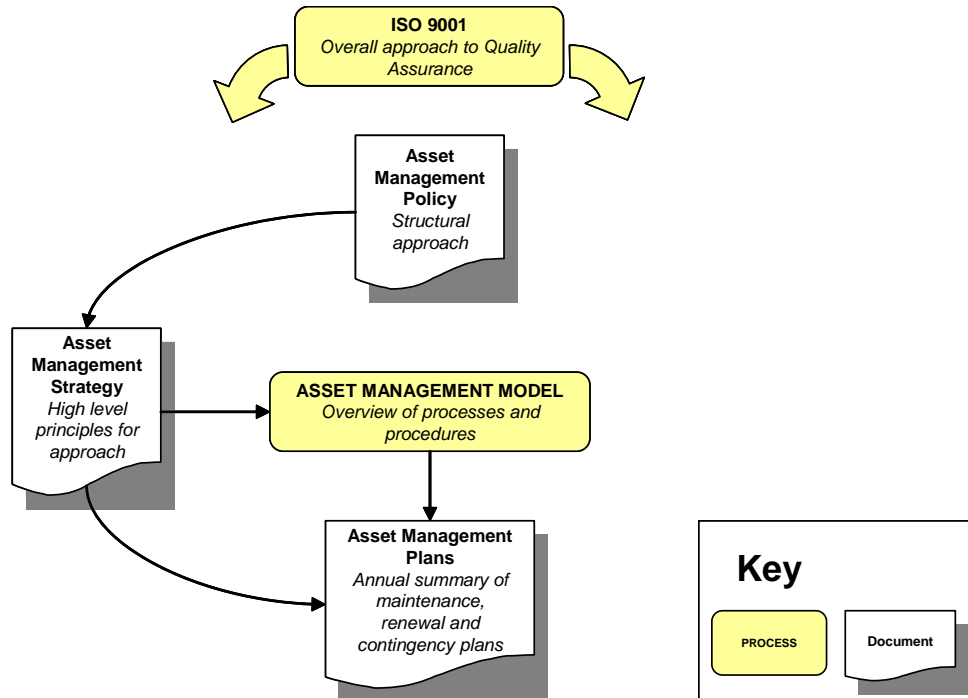 ISO 9001
Overall approach to Quality
Assurance
Asset
Management
Policy
Structural
approach
Asset
Management
Strategy
High level
principles for
approach
ASSET MANAGEMENT MODEL
Overview of processes and
procedures
Asset Management
Plans
Annual summary of
maintenance,
renewal and
contingency plans
Key
PROCESS
Document